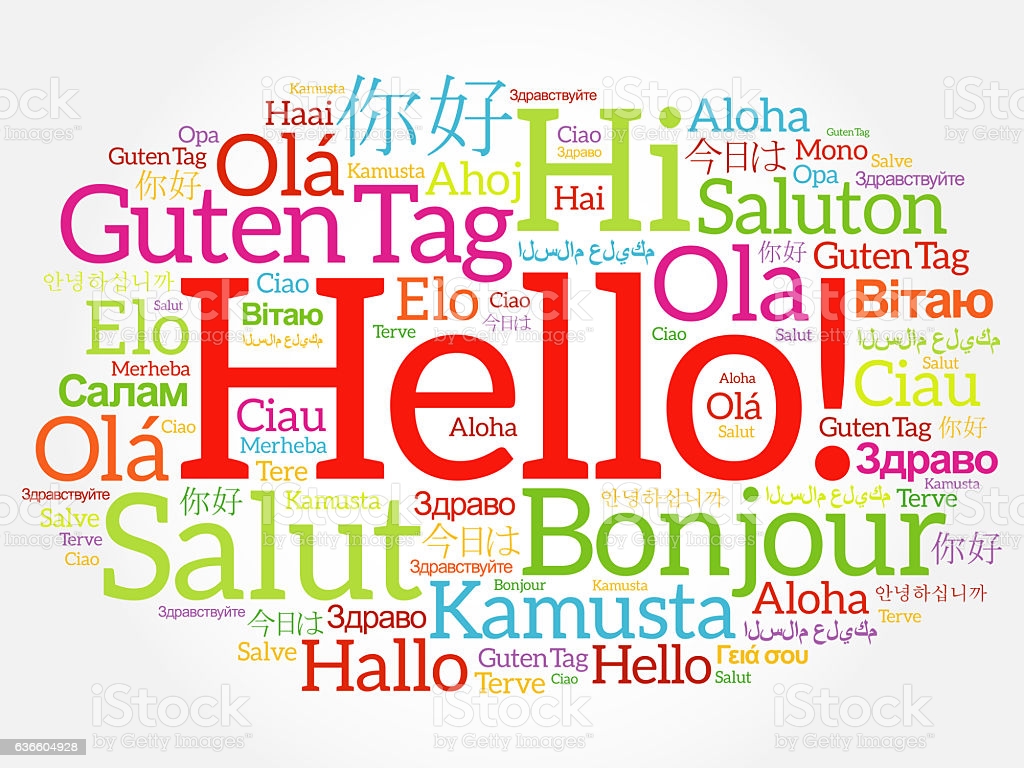 iStock
by Getty Images™
Kamusta
Haai
你好
Здравствуйте
Hi
Aloha
Guten Tag
Opa
Olá
Ciao
Здраво
今日は
Mono
Salve
Guten Tag
你好
Kamusta
Ahoj
Hai
Opa
Здравствуйте
Guten Tag
Saluton
السلام عليكم
Ola
你好
Guten Tag
안녕하십니까
Ciao
Hello!
Elo
Ciao
Вітаю
Elo
Salut
Вітаю
Terve
今日は
Ciao
Salut
السلام عليكم
السلام عليكم
Merheba
Салам
Salut
Ciau
Aloha
Olá
Salut
Olá
Ciao
Ciau
Merheba
Aloha
Guten Tag
你好
Tere
Здраво
Здравствуйте
你好
Kamusta
Здраво
안녕하십니까
السلام عليكم
Kamusta
Terve
Salve
Salut
Bonjour
Terve
今日は
你好
Ciao
Здравствуйте
Bonjour
Kamusta
Aloha
안녕하십니까
Здравствуйте
今日は
Здраво
Kamusta
السلام عليكم
Terve
Salve
Hallo
Guten Tag
Hello
Γειά σου
Terve
Ciao
Salut
iStock
by Getty Images™
636604928